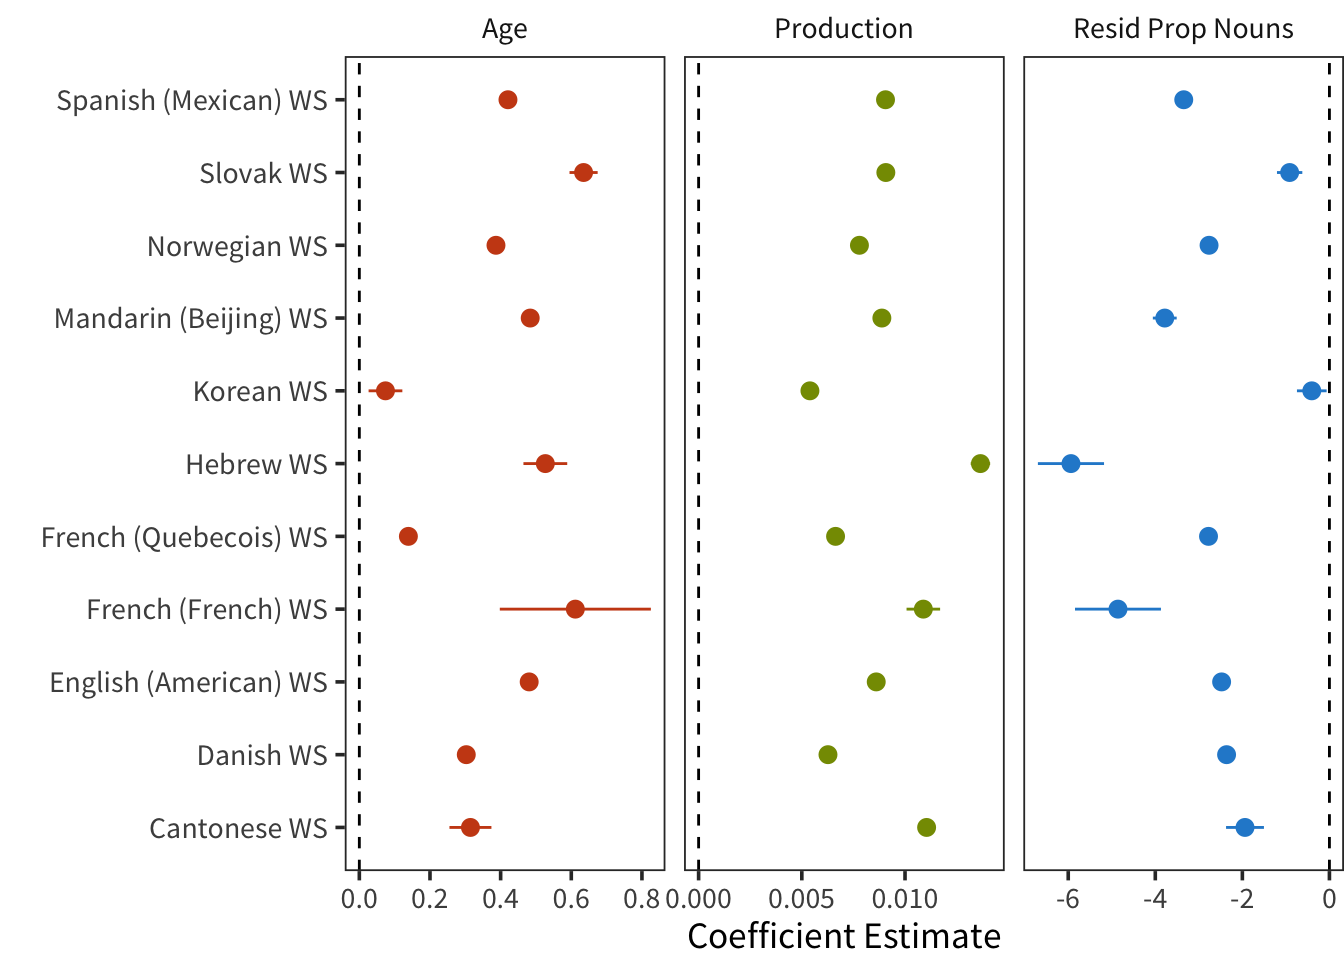 Age Production Resid Prop Nouns
Spanish (Mexican) WS
Slovak WS
Norwegian WS
Mandarin (Beijing) WS
Korean WS
Hebrew WS
French (Quebecois) WS
French (French) WS
English (American) WS
Danish WS
Cantonese WS
0.0 0.2 0.4 0.6 0.8 0.000 0.005 0.010 -6 -4 -2 0
Coefficient Estimate